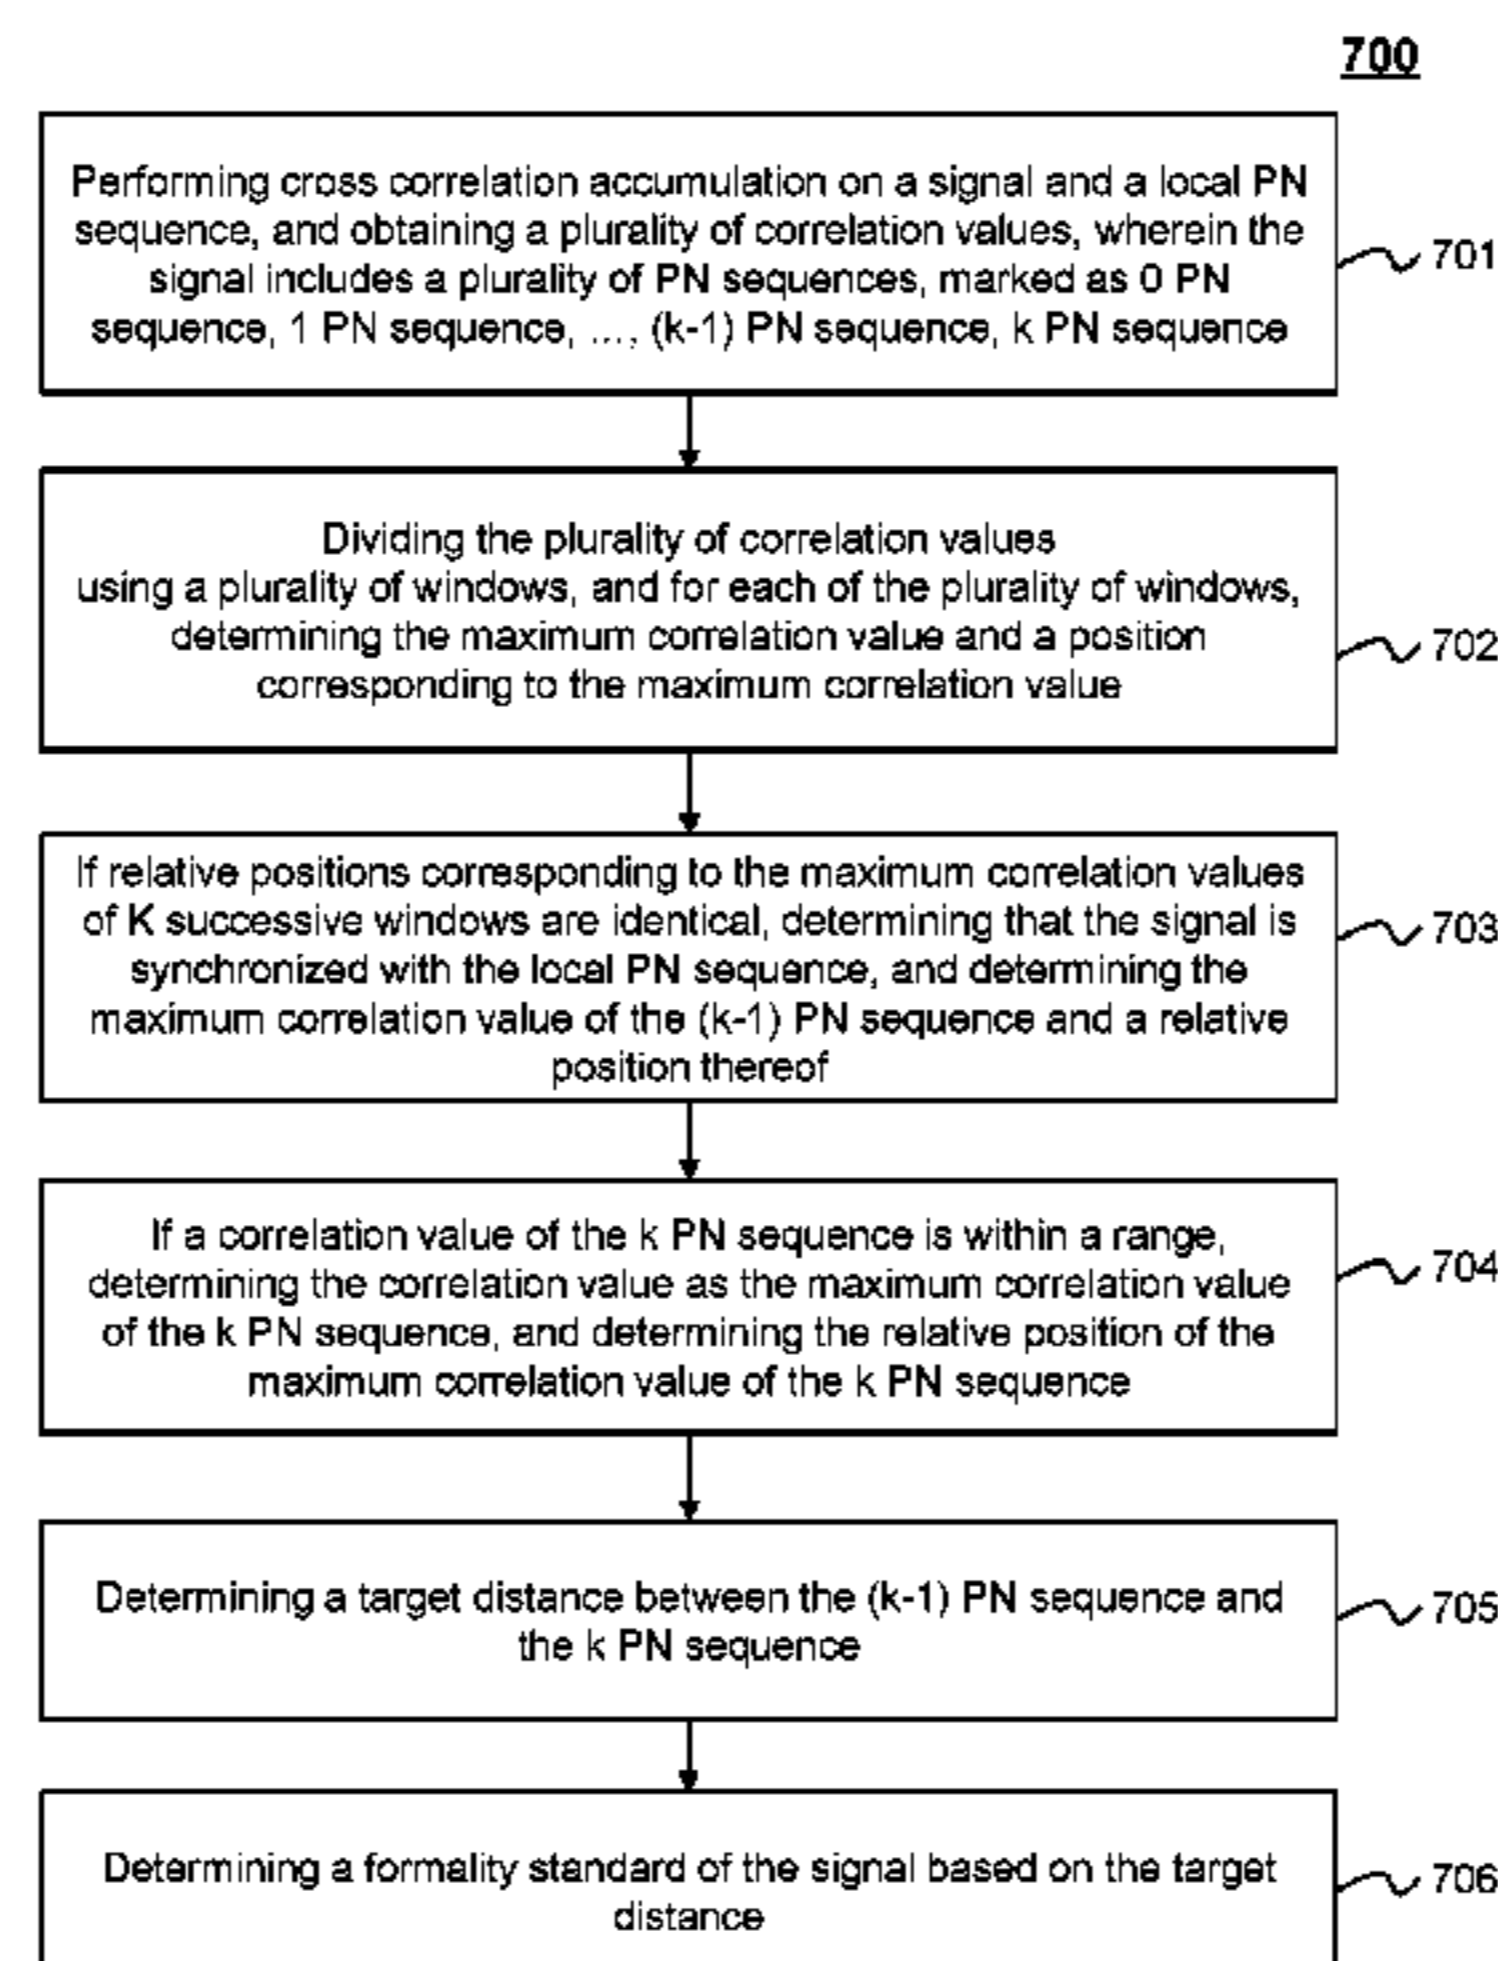 700
Performing cross correlation accumulation on a signal and a local PN
sequence, and obtaining a plurality of correlation values, wherein the
signal includes a plurality of PN sequences, marked as 0 PN
sequence, 1 PN sequence, ..., (k-1) PN sequence, k PN sequence
701
Dividing the plurality of correlation values
using a plurality of windows, and for each of the plurality of windows,
determining the maximum correlation value and a position
corresponding to the maximum correlation value
702
If relative positions corresponding to the maximum correlation values
of K successive windows are identical, determining that the signal is
synchronized with the local PN sequence, and determining the
maximum correlation value of the (k-1) PN sequence and a relative
position thereof
703
If a correlation value of the k PN sequence is within a range,
determining the correlation value as the maximum correlation value
of the k PN sequence, and determining the relative position of the
maximum correlation value of the k PN sequence
704
Determining a target distance between the (k-1) PN sequence and
the k PN sequence
705
Determining a formality standard of the signal based on the target
distance
706